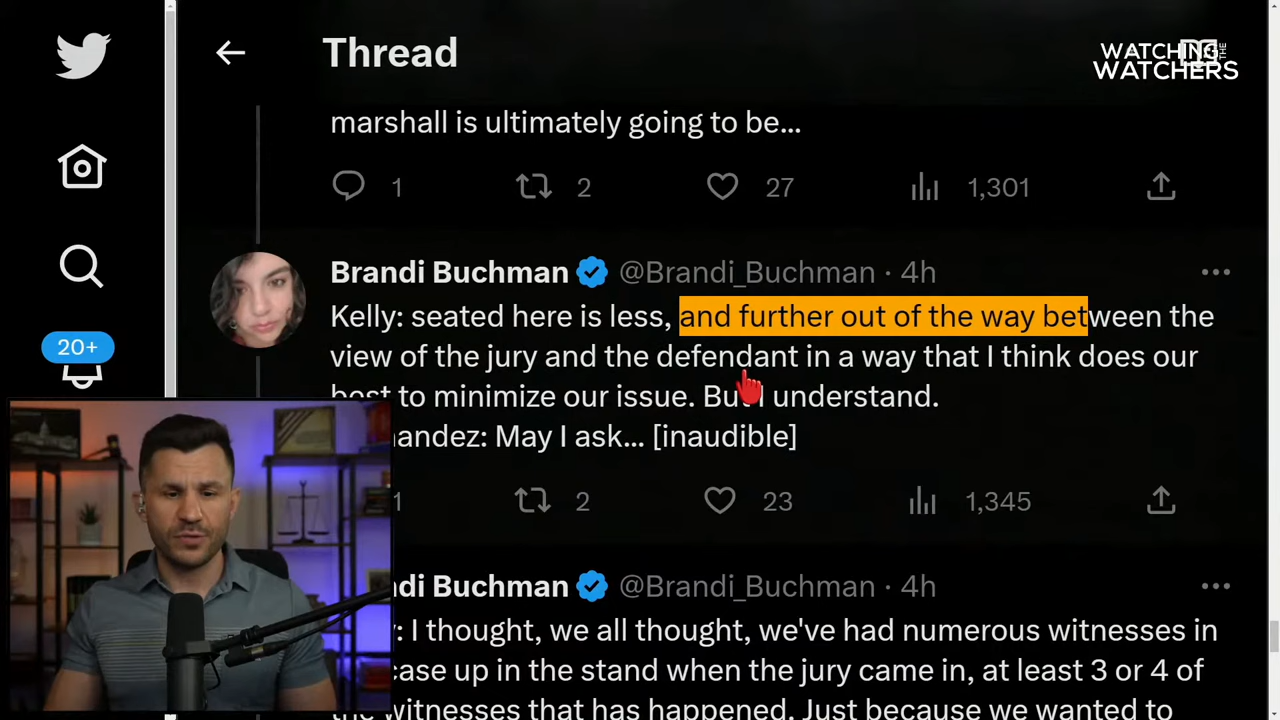 Thread
WATCHING THE
WATCHERS
marshall is ultimately going to be...
1 2 27 1,301
Brandi Buchman @Brandi_Buchman · 4h
Kelly: seated here is less, and further out of the way between the
view of the jury and the defendant in a way that I think does our
best to minimize our issue. But I understand.
nandez: May I ask... [inaudible]
20+
1 2 23 1,345
di Buchman @Brandi_Buchman · 4h
: I thought, we all thought, we've had numerous witnesses in
case up in the stand when the jury came in, at least 3 or 4 of
the witnesses that has happened. Just because we wanted to